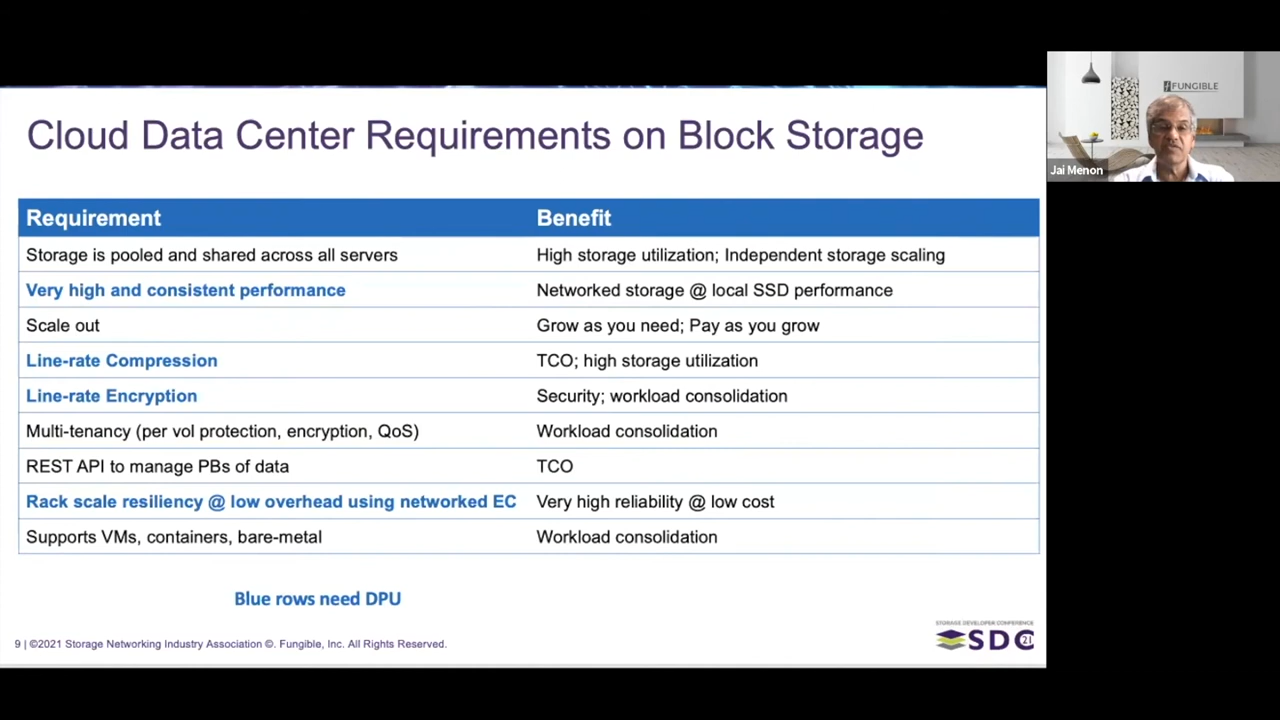 Cloud Data Center Requirements on Block Storage
Requirement Benefit
Storage is pooled and shared across all servers High storage utilization; Independent storage scaling
Very high and consistent performance Networked storage @ local SSD performance
Scale out Grow as you need; Pay as you grow
Line-rate Compression TCO; high storage utilization
Line-rate Encryption Security; workload consolidation
Multi-tenancy (per vol protection, encryption, QoS) Workload consolidation
REST API to manage PBs of data TCO
Rack scale resiliency @ low overhead using networked EC Very high reliability @ low cost
Supports VMs, containers, bare-metal Workload consolidation
Blue rows need DPU
9 | ©2021 Storage Networking Industry Association ©. Fungible, Inc. All Rights Reserved.
STORAGE DEVELOPER CONFERENCE
SDC 21
FUNGIBLE
Jai Menon